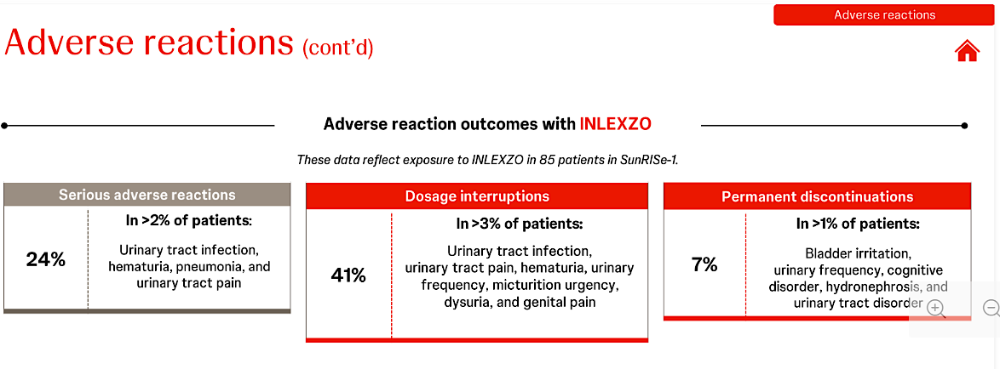 Adverse reactions
Adverse reactions (cont'd)
Adverse reaction outcomes with INLEXZO
These data reflect exposure to INLEXZO in 85 patients in SunRISe-1.
Serious adverse reactions
24%
In >2% of patients:
Urinary tract infection,
hematuria, pneumonia, and
urinary tract pain
Dosage interruptions
41%
In >3% of patients:
Urinary tract infection,
urinary tract pain, hematuria, urinary
frequency, micturition urgency,
dysuria, and genital pain
Permanent discontinuations
7%
In >1% of patients:
Bladder irritation,
urinary frequency, cognitive
disorder, hydronephrosis, and
urinary tract disorder